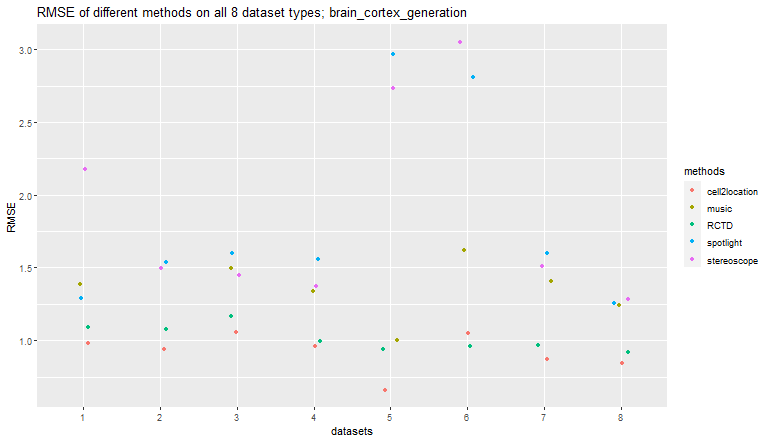 RMSE of different methods on all 8 dataset types; brain_cortex_generation
3.0
2.5
2.0
1.5
1.0
RMSE
1 2 3 4 5 6 7 8
datasets
methods
cell2location
music
RCTD
spotlight
stereoscope